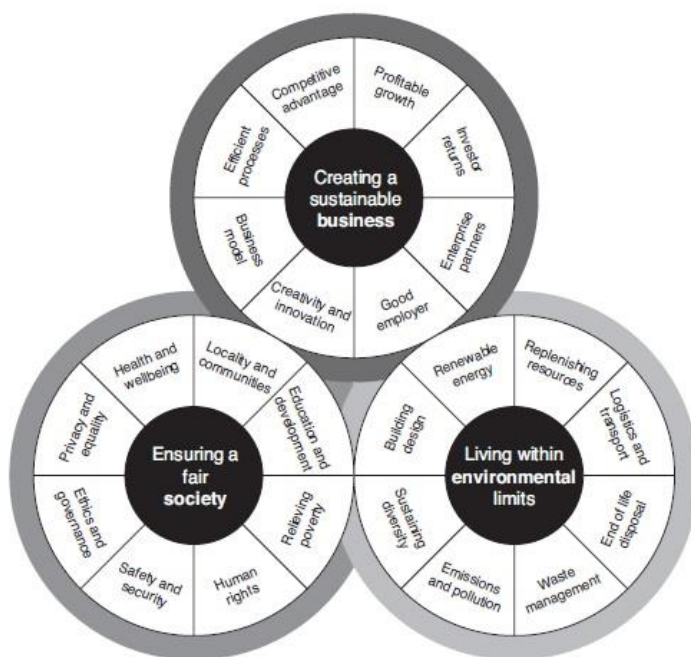 Competitive
advantage
Profitable
growth
Investor
returns
Enterprise
partners
Good
employer
Creativity and
innovation
Business
model
Efficient
processes
Creating a
sustainable
business
Health and
wellbeing
Locality and
communities
Education and
development
Relieving
poverty
Human
rights
Safety and
security
Ethics and
governance
Privacy and
equality
Ensuring a
fair
society
Renewable
energy
Replenishing
resources
Logistics and
transport
End of life
disposal
Waste
management
Emissions
and pollution
Sustaining
diversity
Building
design
Living within
environmental
limits